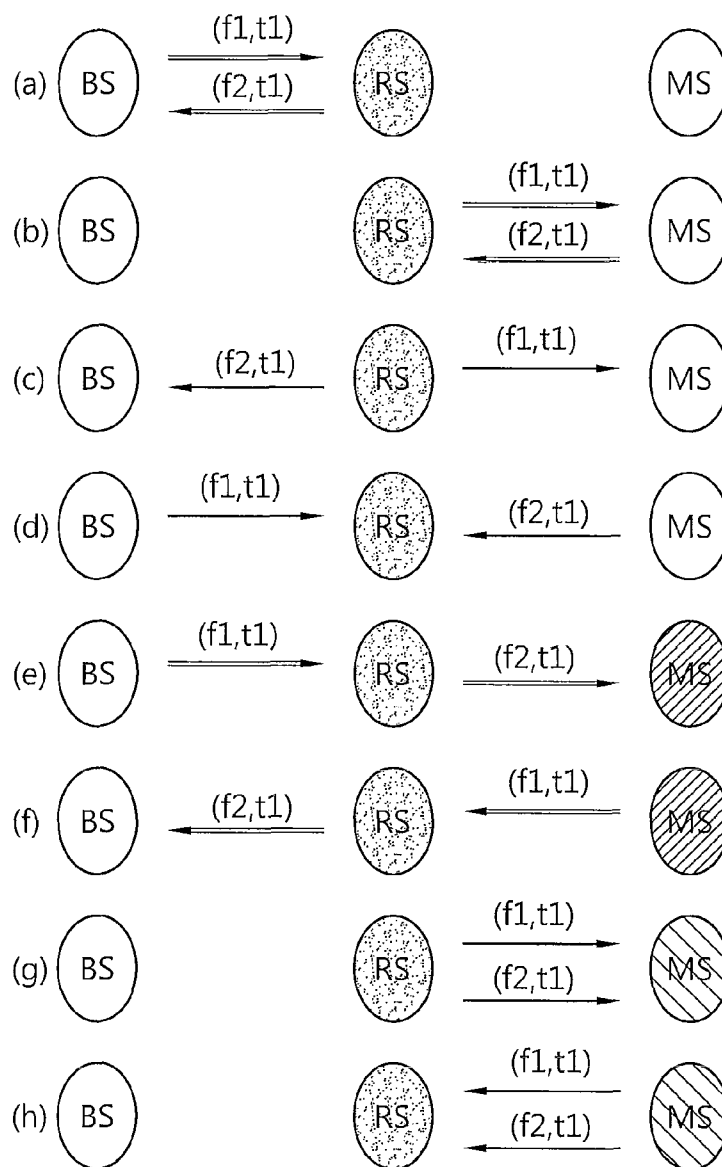 (f1,t1)
(a) BS (f2,t1) RS MS
(f1,t1)
(b) BS RS (f2,t1) MS
(c) BS (f2,t1) RS (f1,t1) MS
(d) BS (f1,t1) RS (f2,t1) MS
(e) BS (f1,t1) RS (f2,t1) MS
(f) BS (f2,t1) RS (f1,t1) MS
(f1,t1)
(g) BS RS (f2,t1) MS
(f1,t1)
(h) BS RS (f2,t1) MS